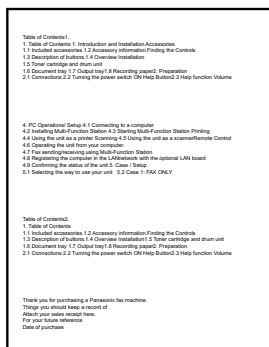 Table of Contents1.
1. Table of Contents 1. Introduction and Installation Accessories
1.1 Included accessories.1.2 Accessory information.Finding the Controls
1.3 Description of buttons.1.4 Overview Installation
1.5 Toner cartridge and drum unit
1.6 Document tray 1.7 Output tray1.8 Recording paper2. Preparation
2.1 Connections 2.2 Turning the power switch ON Help Button2.3 Help function Volume
4. PC Operations/ Setup 4.1 Connecting to a computer
4.2 Installing Multi-Function Station 4.3 Starting Multi-Function Station Printing
4.4 Using the unit as a printer Scanning 4.5 Using the unit as a scannerRemote Control
4.6 Operating the unit from your computer.
4.7 Fax sending/receiving using Multi-Function Station
4.8 Registering the computer in the LANnetwork with the optional LAN board
4.9 Confirming the status of the unit 5. Case / Setup
5.1 Selecting the way to use your unit 5.2 Case 1: FAX ONLY
Table of Contents2.
1. Table of Contents
1.1 Included accessories.1.2 Accessory information.Finding the Controls
1.3 Description of buttons.1.4 Overview Installation1.5 Toner cartridge and drum unit
1.6 Document tray 1.7 Output tray1.8 Recording paper2. Preparation
2.1 Connections 2.2 Turning the power switch ON Help Button2.3 Help function Volume
Thank you for purchasing a Panasonic fax machine.
Things you should keep a record of
Attach your sales receipt here.
For your future reference
Date of purchase